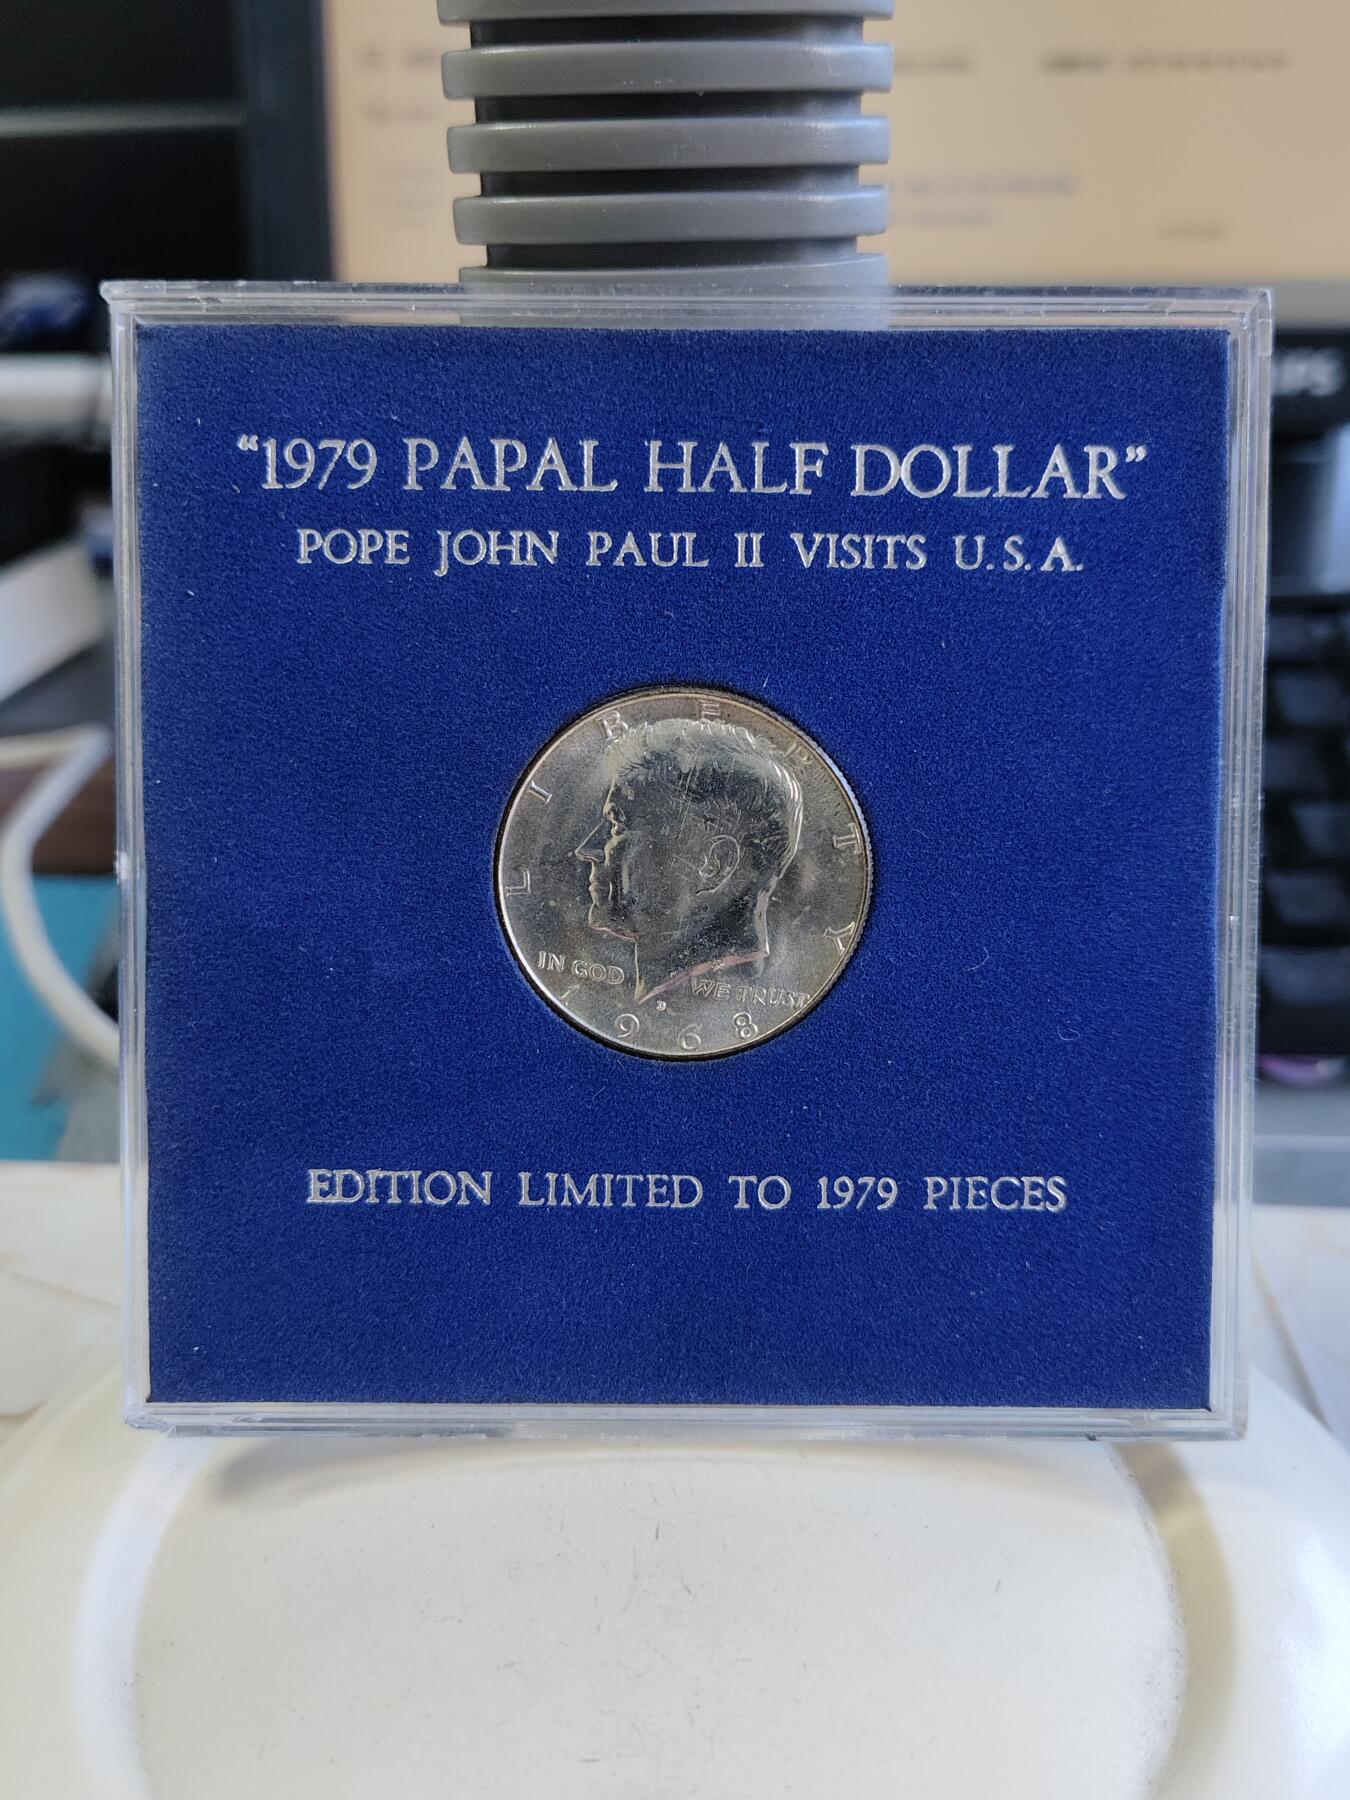 “1979 PAPAL HALF DOLLAR”
POPE JOHN PAUL II VISITS U.S.A.
LIBERTY
IN GOD WE TRUST
D
1968
EDITION LIMITED TO 1979 PIECES